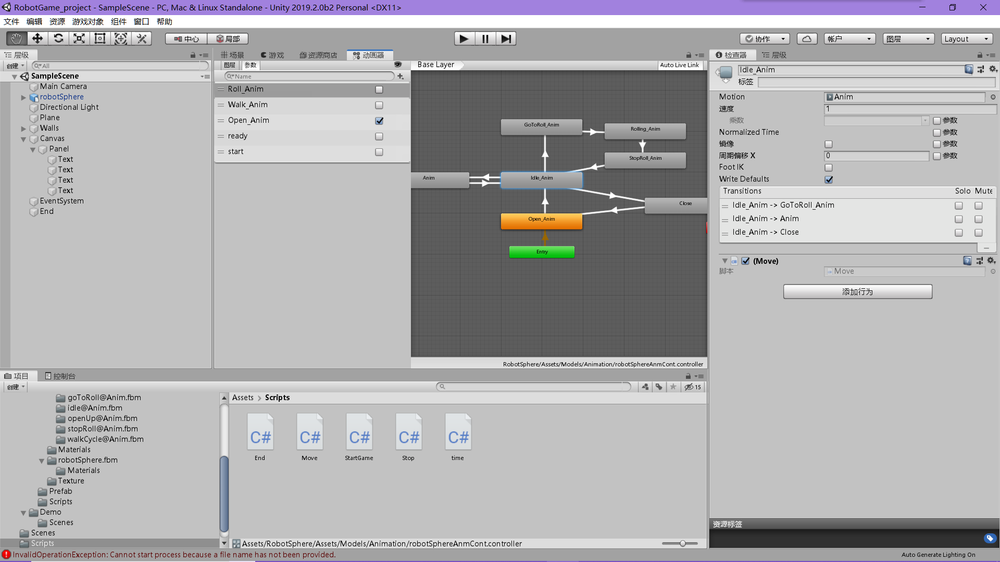 RobotGame_project - SampleScene - PC, Mac & Linux Standalone - Unity 2019.2.0b2 Personal <DX11>
文件 编辑 资源 游戏对象 组件 窗口 帮助
中心 局部 协作 帐户 图层 Layout
层级
创建 All
SampleScene
Main Camera
robotSphere
Directional Light
Plane
Walls
Canvas
Panel
Text
Text
Text
Text
EventSystem
End
场景 游戏 资源商店 动画器
图层 参数
Name
Roll_Anim
Walk_Anim
Open_Anim
ready
start
Base Layer Auto Live Link
GoToRoll_Anim
Rolling_Anim
StopRoll_Anim
Anim
Idle_Anim
Close
Open_Anim
Entry
RobotSphere/Assets/Models/Animation/robotSphereAnmCont.controller
检查器 层级
Idle_Anim
标签
Motion Anim
速度 1
乘数 参数
Normalized Time 参数
镜像 参数
周期偏移 X 0 参数
Foot IK
Write Defaults
Transitions Solo Mute
Idle_Anim -> GoToRoll_Anim
Idle_Anim -> Anim
Idle_Anim -> Close
(Move)
脚本 Move
添加行为
资源标签
项目 控制台
创建 15
goToRoll@Anim.fbm
idle@Anim.fbm
openUp@Anim.fbm
stopRoll@Anim.fbm
walkCycle@Anim.fbm
Materials
robotSphere.fbm
Materials
Texture
Prefab
Scripts
Demo
Scenes
Scenes
Scripts
Assets > Scripts
C# C# C# C# C#
End Move StartGame Stop time
Assets/RobotSphere/Assets/Models/Animation/robotSphereAnmCont.controller
InvalidOperationException: Cannot start process because a file name has not been provided.
Auto Generate Lighting On